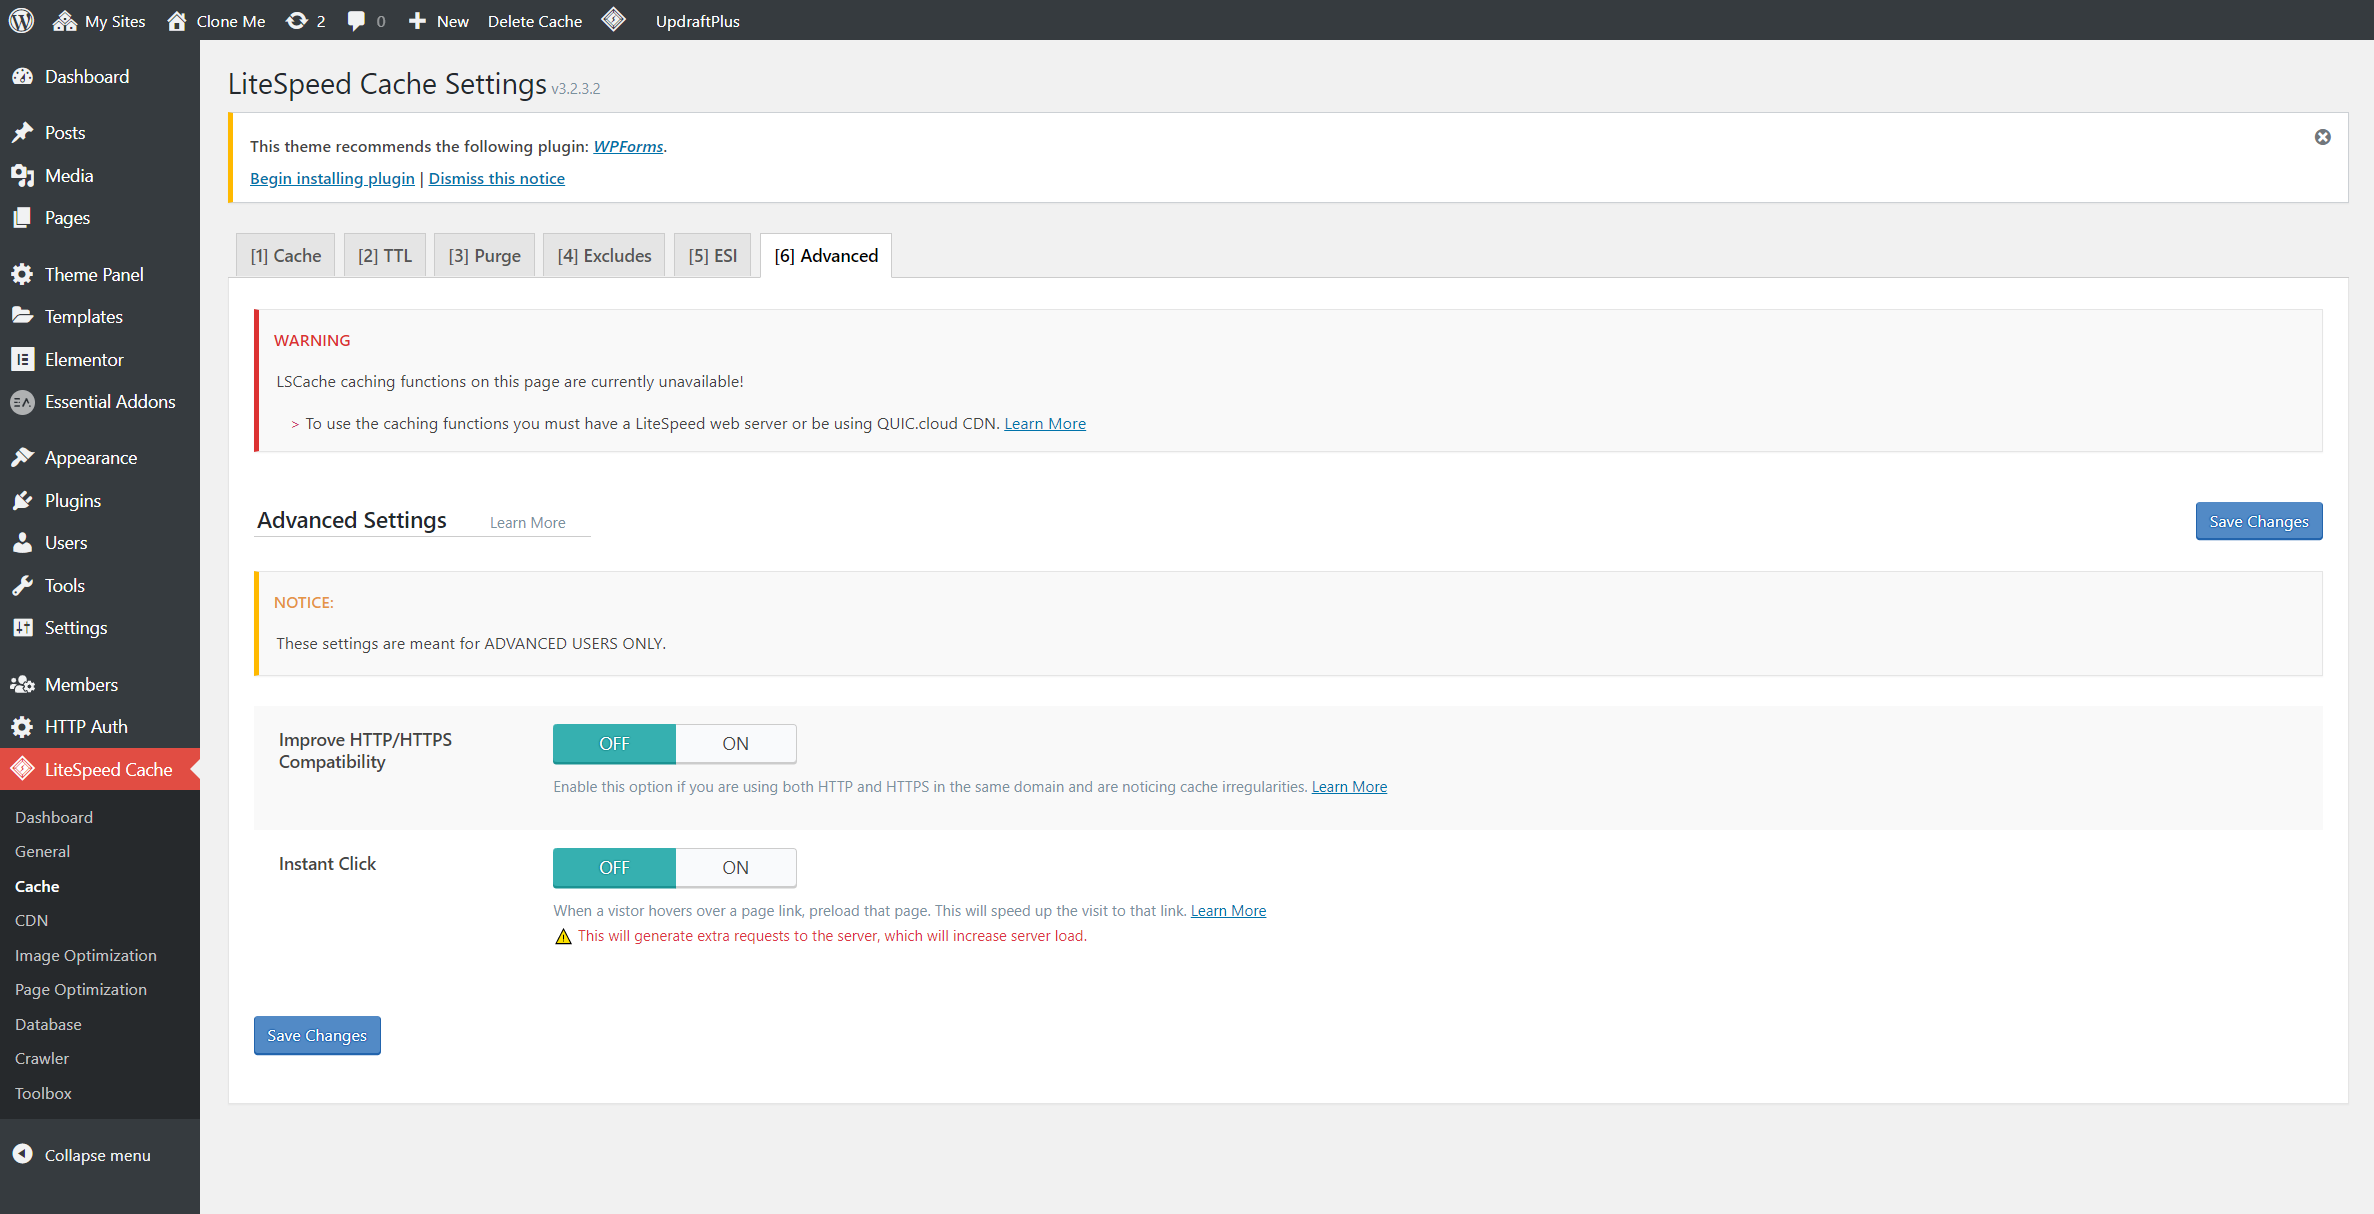 My Sites Clone Me 2 0 New Delete Cache UpdraftPlus
Dashboard
Posts
Media
Pages
Theme Panel
Templates
Elementor
Essential Addons
Appearance
Plugins
Users
Tools
Settings
Members
HTTP Auth
LiteSpeed Cache
Dashboard
General
Cache
CDN
Image Optimization
Page Optimization
Database
Crawler
Toolbox
Collapse menu
LiteSpeed Cache Settings v3.2.3.2
This theme recommends the following plugin: WPForms.
Begin installing plugin | Dismiss this notice
[1] Cache [2] TTL [3] Purge [4] Excludes [5] ESI [6] Advanced
WARNING
LSCache caching functions on this page are currently unavailable!
> To use the caching functions you must have a LiteSpeed web server or be using QUIC.cloud CDN. Learn More
Advanced Settings Learn More Save Changes
NOTICE:
These settings are meant for ADVANCED USERS ONLY.
Improve HTTP/HTTPS
Compatibility
OFF ON
Enable this option if you are using both HTTP and HTTPS in the same domain and are noticing cache irregularities. Learn More
Instant Click
OFF ON
When a vistor hovers over a page link, preload that page. This will speed up the visit to that link. Learn More
This will generate extra requests to the server, which will increase server load.
Save Changes